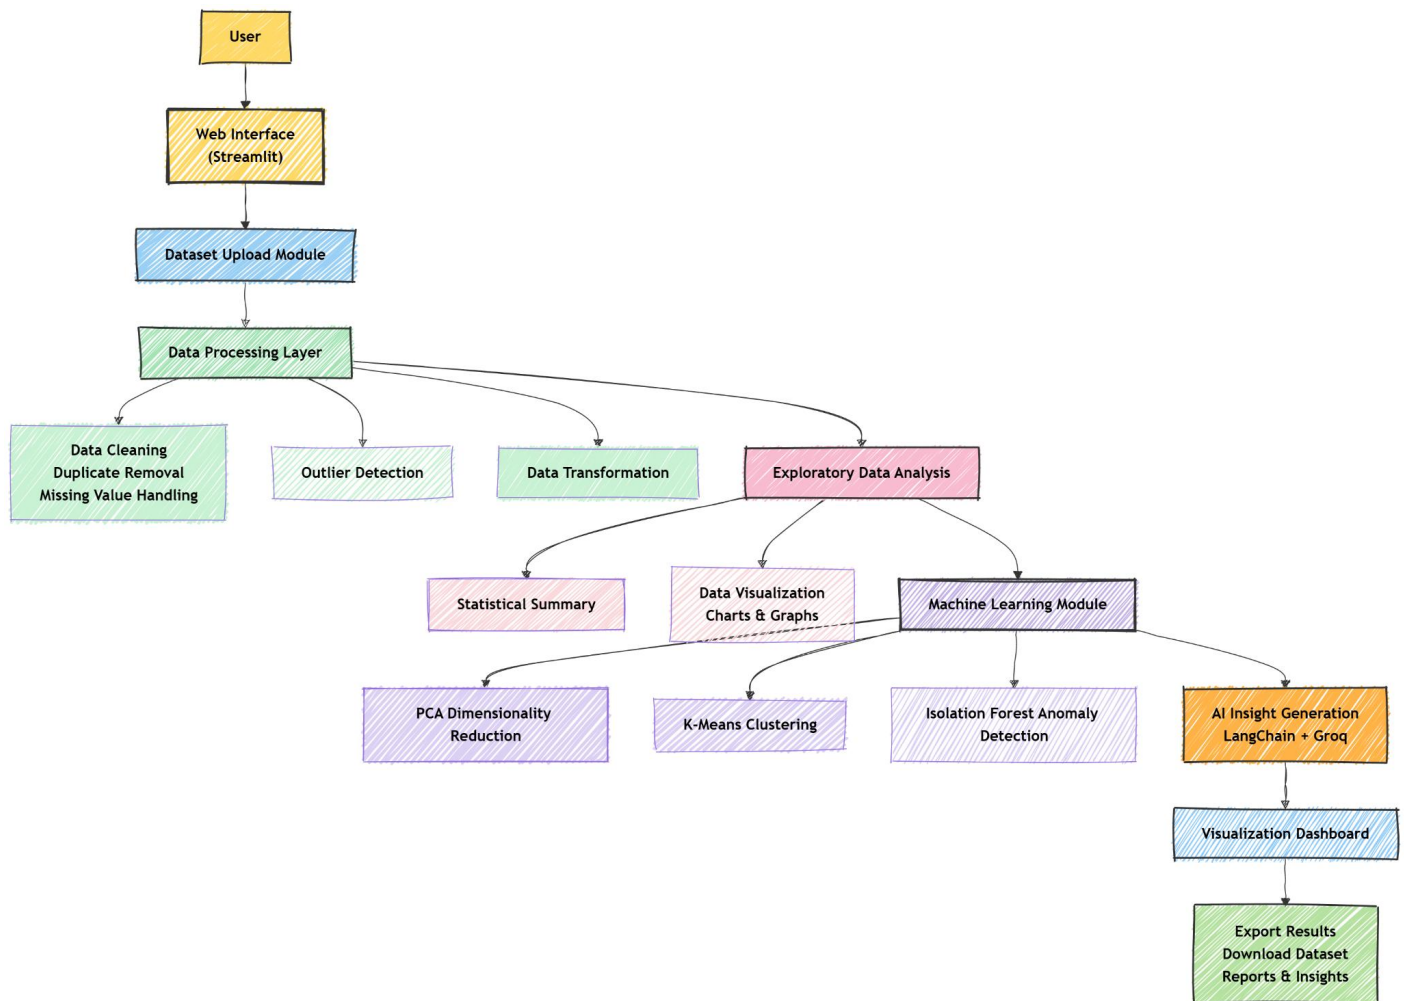 User
Web Interface
(Streamlit)
Dataset Upload Module
Data Processing Layer
Data Cleaning
Duplicate Removal
Missing Value Handling
Outlier Detection
Data Transformation
Exploratory Data Analysis
Statistical Summary
Data Visualization
Charts & Graphs
Machine Learning Module
PCA Dimensionality
Reduction
K-Means Clustering
Isolation Forest Anomaly
Detection
AI Insight Generation
LangChain + Groq
Visualization Dashboard
Export Results
Download Dataset
Reports & Insights